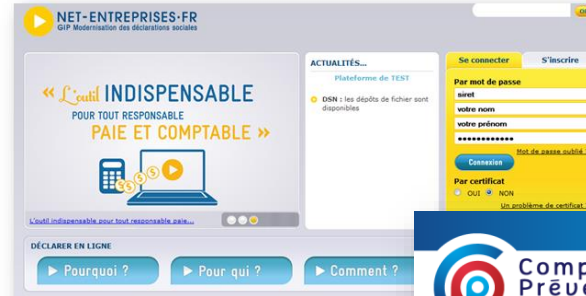 NET-ENTREPRISES·FR
GIP Modernisation des déclarations sociales
« L'outil INDISPENSABLE
POUR TOUT RESPONSABLE
PAIE ET COMPTABLE »
L'outil indispensable pour tout responsable paie...
ACTUALITÉS...
Plateforme de TEST
DSN : les dépôts de fichier sont
disponibles
Se connecter
S'inscrire
Par mot de passe
siret
votre nom
votre prénom
••••••••••••
Mot de passe oublié
Connexion
Par certificat
OUI NON
Un problème de certificat
DÉCLARER EN LIGNE
Pourquoi ?
Pour qui ?
Comment ?
Comp